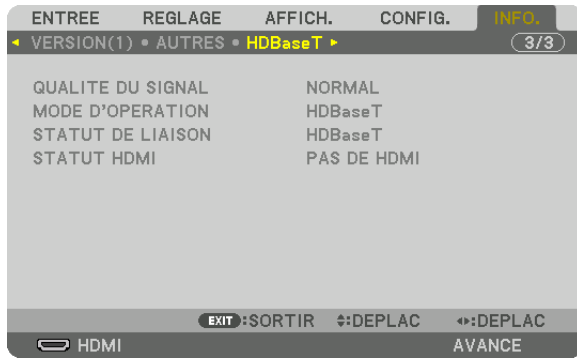 ENTREE REGLAGE AFFICH. CONFIG. INFO.
VERSION(1) • AUTRES • HDBaseT 3/3
QUALITE DU SIGNAL NORMAL
MODE D'OPERATION HDBaseT
STATUT DE LIAISON HDBaseT
STATUT HDMI PAS DE HDMI
EXIT :SORTIR :DEPLAC :DEPLAC
HDMI AVANCE